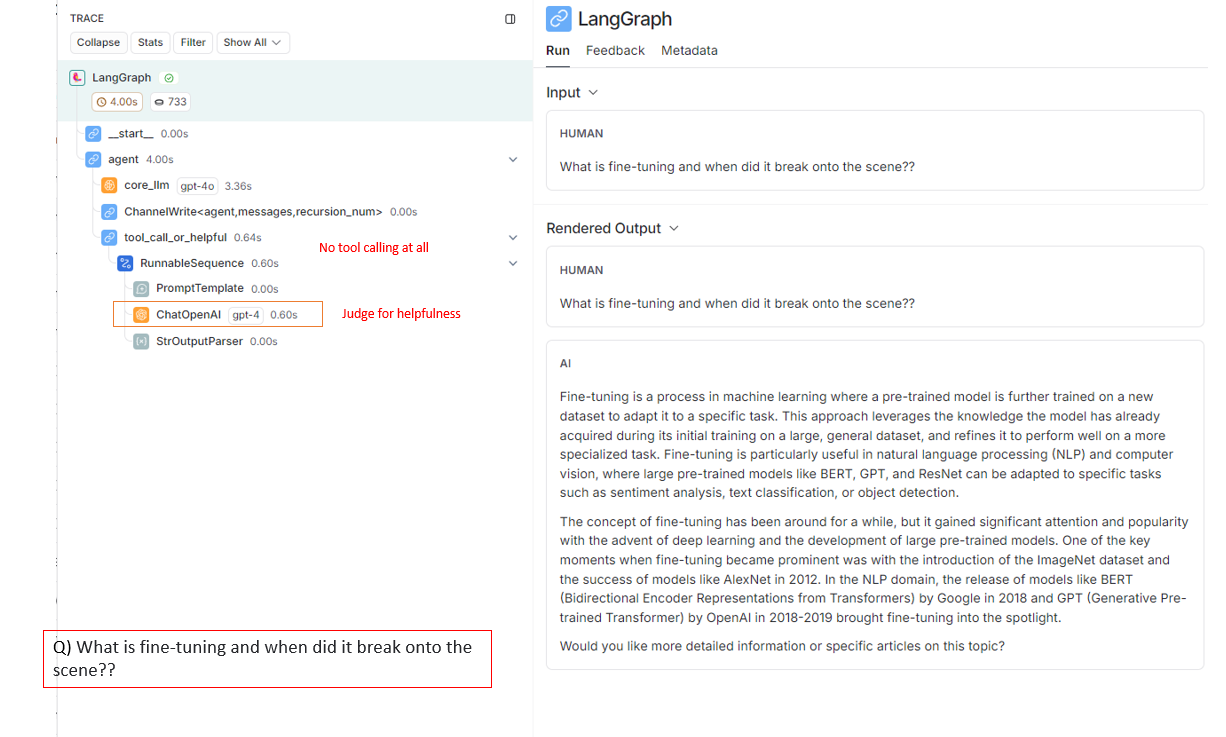 TRACE
Collapse Stats Filter Show All
LangGraph
4.00s 733
__start__ 0.00s
agent 4.00s
core_llm gpt-4o 3.36s
ChannelWrite<agent,messages,recursion_num> 0.00s
tool_call_or_helpful 0.64s
No tool calling at all
RunnableSequence 0.60s
PromptTemplate 0.00s
ChatOpenAI gpt-4 0.60s
Judge for helpfulness
StrOutputParser 0.00s
Q) What is fine-tuning and when did it break onto the
scene??
LangGraph
Run Feedback Metadata
Input
HUMAN
What is fine-tuning and when did it break onto the scene??
Rendered Output
HUMAN
What is fine-tuning and when did it break onto the scene??
AI
Fine-tuning is a process in machine learning where a pre-trained model is further trained on a new
dataset to adapt it to a specific task. This approach leverages the knowledge the model has already
acquired during its initial training on a large, general dataset, and refines it to perform well on a more
specialized task. Fine-tuning is particularly useful in natural language processing (NLP) and computer
vision, where large pre-trained models like BERT, GPT, and ResNet can be adapted to specific tasks
such as sentiment analysis, text classification, or object detection.
The concept of fine-tuning has been around for a while, but it gained significant attention and popularity
with the advent of deep learning and the development of large pre-trained models. One of the key
moments when fine-tuning became prominent was with the introduction of the ImageNet dataset and
the success of models like AlexNet in 2012. In the NLP domain, the release of models like BERT
(Bidirectional Encoder Representations from Transformers) by Google in 2018 and GPT (Generative Pre-
trained Transformer) by OpenAI in 2018-2019 brought fine-tuning into the spotlight.
Would you like more detailed information or specific articles on this topic?